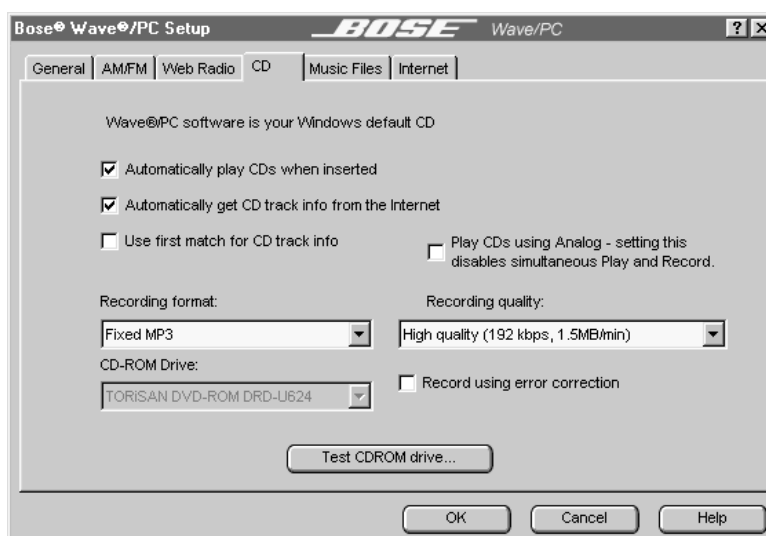 Bose® Wave®/PC Setup BOSE Wave/PC ? X
General AM/FM Web Radio CD Music Files Internet
Wave®/PC software is your Windows default CD
Automatically play CDs when inserted
Automatically get CD track info from the Internet
Use first match for CD track info
Play CDs using Analog - setting this
disables simultaneous Play and Record.
Recording format:
Recording quality:
Fixed MP3
High quality (192 kbps, 1.5MB/min)
CD-ROM Drive:
TORiSAN DVD-ROM DRD-U624
Record using error correction
Test CDROM drive...
OK Cancel Help